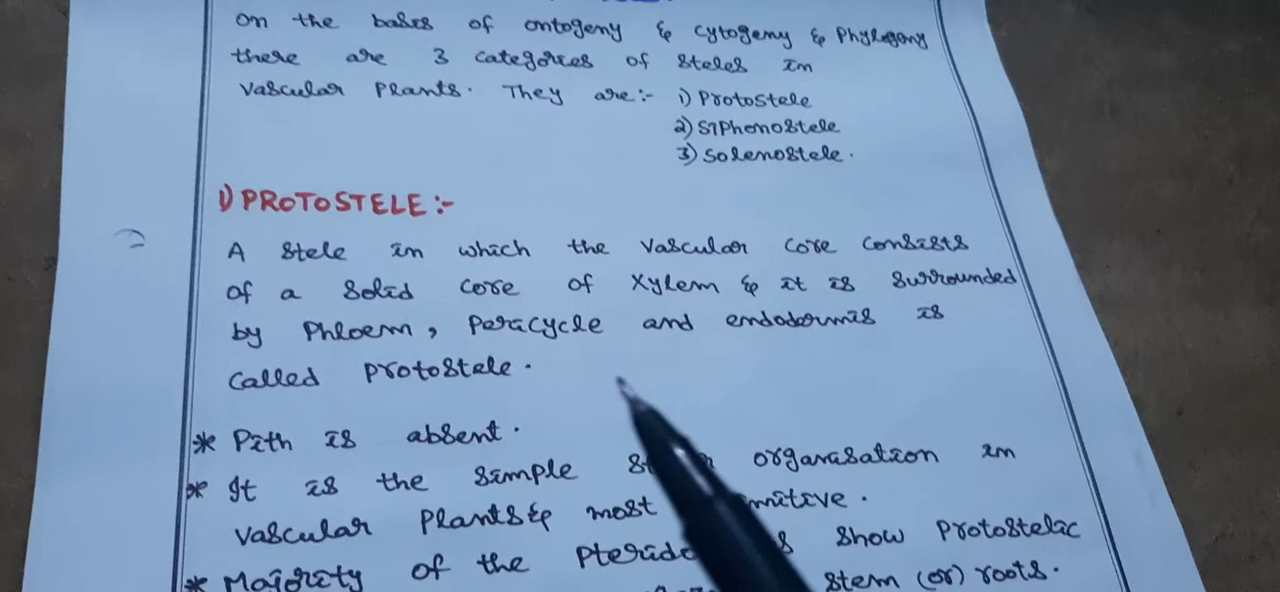 on the bases of ontogeny & cytogemy & Phylogony
there are 3 categories of steles in
vascular Plants. They are:- 1) Protostele
2) SiPhonostele
3) Solenostele.
1) PROTOSTELE :-
A stele in which the vascular core consists
of a solid core of xylem & it is surrounded
by Phloem, Pericycle and endodermis is
called Protostele.
* Pith is absent.
* It is the simple organisation in
vascular Plants & most
* Majority of the show Protostelic
stem (or) roots.